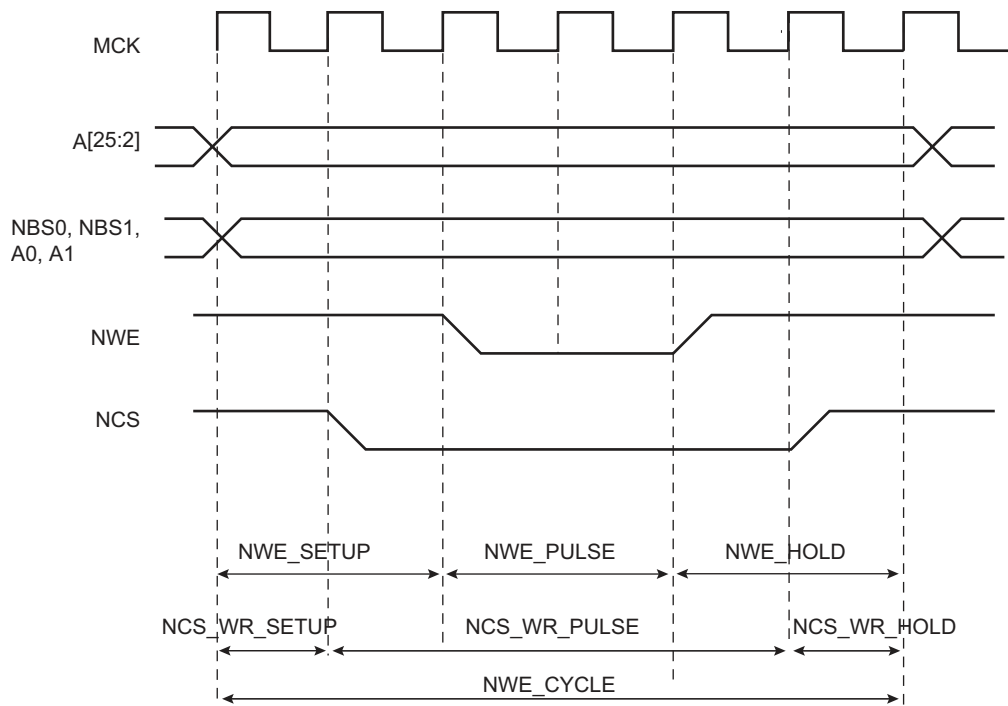 MCK
A[25:2]
NBS0, NBS1,
A0, A1
NWE
NCS
NWE_SETUP
NWE_PULSE
NWE_HOLD
NCS_WR_SETUP
NCS_WR_PULSE
NCS_WR_HOLD
NWE_CYCLE